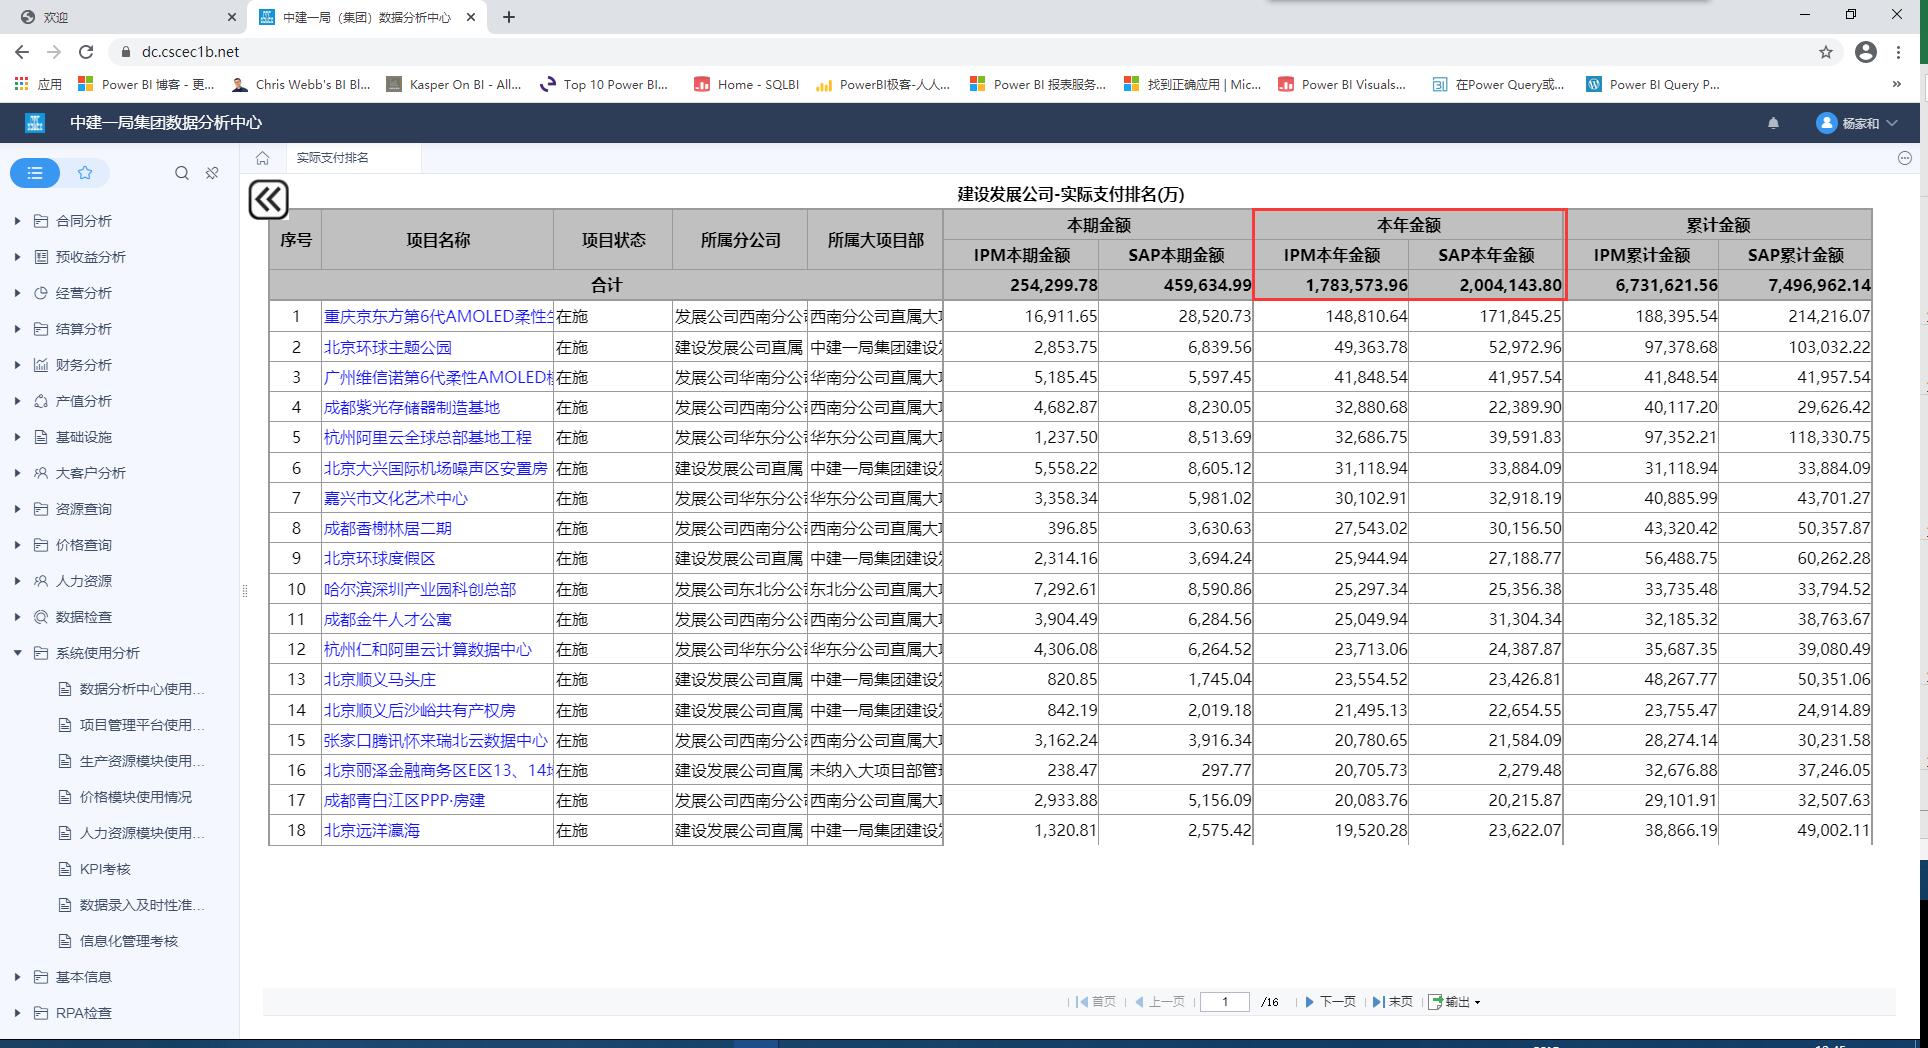 欢迎
中建一局（集团）数据分析中心
dc.cscec1b.net
应用
Power BI 博客 - 更...
Chris Webb's BI Bl...
Kasper On BI - All...
Top 10 Power BI...
Home - SQLBI
PowerBI极客-人人...
Power BI 报表服务...
找到正确应用 | Mic...
Power BI Visuals...
在Power Query或...
Power BI Query P...
中建一局集团数据分析中心
杨家和
实际支付排名
合同分析
预收益分析
经营分析
结算分析
财务分析
产值分析
基础设施
大客户分析
资源查询
价格查询
人力资源
数据检查
系统使用分析
数据分析中心使用...
项目管理平台使用...
生产资源模块使用...
价格模块使用情况
人力资源模块使用...
KPI考核
数据录入及时性准...
信息化管理考核
基本信息
RPA检查
建设发展公司-实际支付排名(万)
序号 项目名称 项目状态 所属分公司 所属大项目部 本期金额 本年金额 累计金额
IPM本期金额 SAP本期金额 IPM本年金额 SAP本年金额 IPM累计金额 SAP累计金额
合计 254,299.78 459,634.99 1,783,573.96 2,004,143.80 6,731,621.56 7,496,962.14
1 重庆京东方第6代AMOLED柔性 在施 发展公司西南分公 西南分公司直属大 16,911.65 28,520.73 148,810.64 171,845.25 188,395.54 214,216.07
2 北京环球主题公园 在施 建设发展公司直属 中建一局集团建设 2,853.75 6,839.56 49,363.78 52,972.96 97,378.68 103,032.22
3 广州维信诺第6代柔性AMOLED 在施 发展公司华南分公 华南分公司直属大 5,185.45 5,597.45 41,848.54 41,957.54 41,848.54 41,957.54
4 成都紫光存储器制造基地 在施 发展公司西南分公 西南分公司直属大 4,682.87 8,230.05 32,880.68 22,389.90 40,117.20 29,626.42
5 杭州阿里云全球总部基地工程 在施 发展公司华东分公 华东分公司直属大 1,237.50 8,513.69 32,686.75 39,591.83 97,352.21 118,330.75
6 北京大兴国际机场噪声区安置房 在施 建设发展公司直属 中建一局集团建设 5,558.22 8,605.12 31,118.94 33,884.09 31,118.94 33,884.09
7 嘉兴市文化艺术中心 在施 发展公司华东分公 华东分公司直属大 3,358.34 5,981.02 30,102.91 32,918.19 40,885.99 43,701.27
8 成都香榭林居二期 在施 发展公司西南分公 西南分公司直属大 396.85 3,630.63 27,543.02 30,156.50 43,320.42 50,357.87
9 北京环球度假区 在施 建设发展公司直属 中建一局集团建设 2,314.16 3,694.24 25,944.94 27,188.77 56,488.75 60,262.28
10 哈尔滨深圳产业园科创总部 在施 发展公司东北分公 东北分公司直属大 7,292.61 8,590.86 25,297.34 25,356.38 33,735.48 33,794.52
11 成都金牛人才公寓 在施 发展公司西南分公 西南分公司直属大 3,904.49 6,284.56 25,049.94 31,304.34 32,185.32 38,763.67
12 杭州仁和阿里云计算数据中心 在施 发展公司华东分公 华东分公司直属大 4,306.08 6,264.52 23,713.06 24,387.87 35,687.35 39,080.49
13 北京顺义马头庄 在施 建设发展公司直属 中建一局集团建设 820.85 1,745.04 23,554.52 23,426.81 48,267.77 50,351.06
14 北京顺义后沙峪共有产权房 在施 建设发展公司直属 中建一局集团建设 842.19 2,019.18 21,495.13 22,654.55 23,755.47 24,914.89
15 张家口腾讯怀来瑞北云数据中心 在施 发展公司西南分公 西南分公司直属大 3,162.24 3,916.34 20,780.65 21,584.09 28,274.14 30,231.58
16 北京丽泽金融商务区E区13、14 在施 建设发展公司直属 未纳入大项目部管 238.47 297.77 20,705.73 2,279.48 32,676.88 37,246.05
17 成都青白江区PPP·房建 在施 发展公司西南分公 西南分公司直属大 2,933.88 5,156.09 20,083.76 20,215.87 29,101.91 32,507.63
18 北京远洋瀛海 在施 建设发展公司直属 中建一局集团建设 1,320.81 2,575.42 19,520.28 23,622.07 38,866.19 49,002.11
首页 上一页 1 /16 下一页 末页 输出